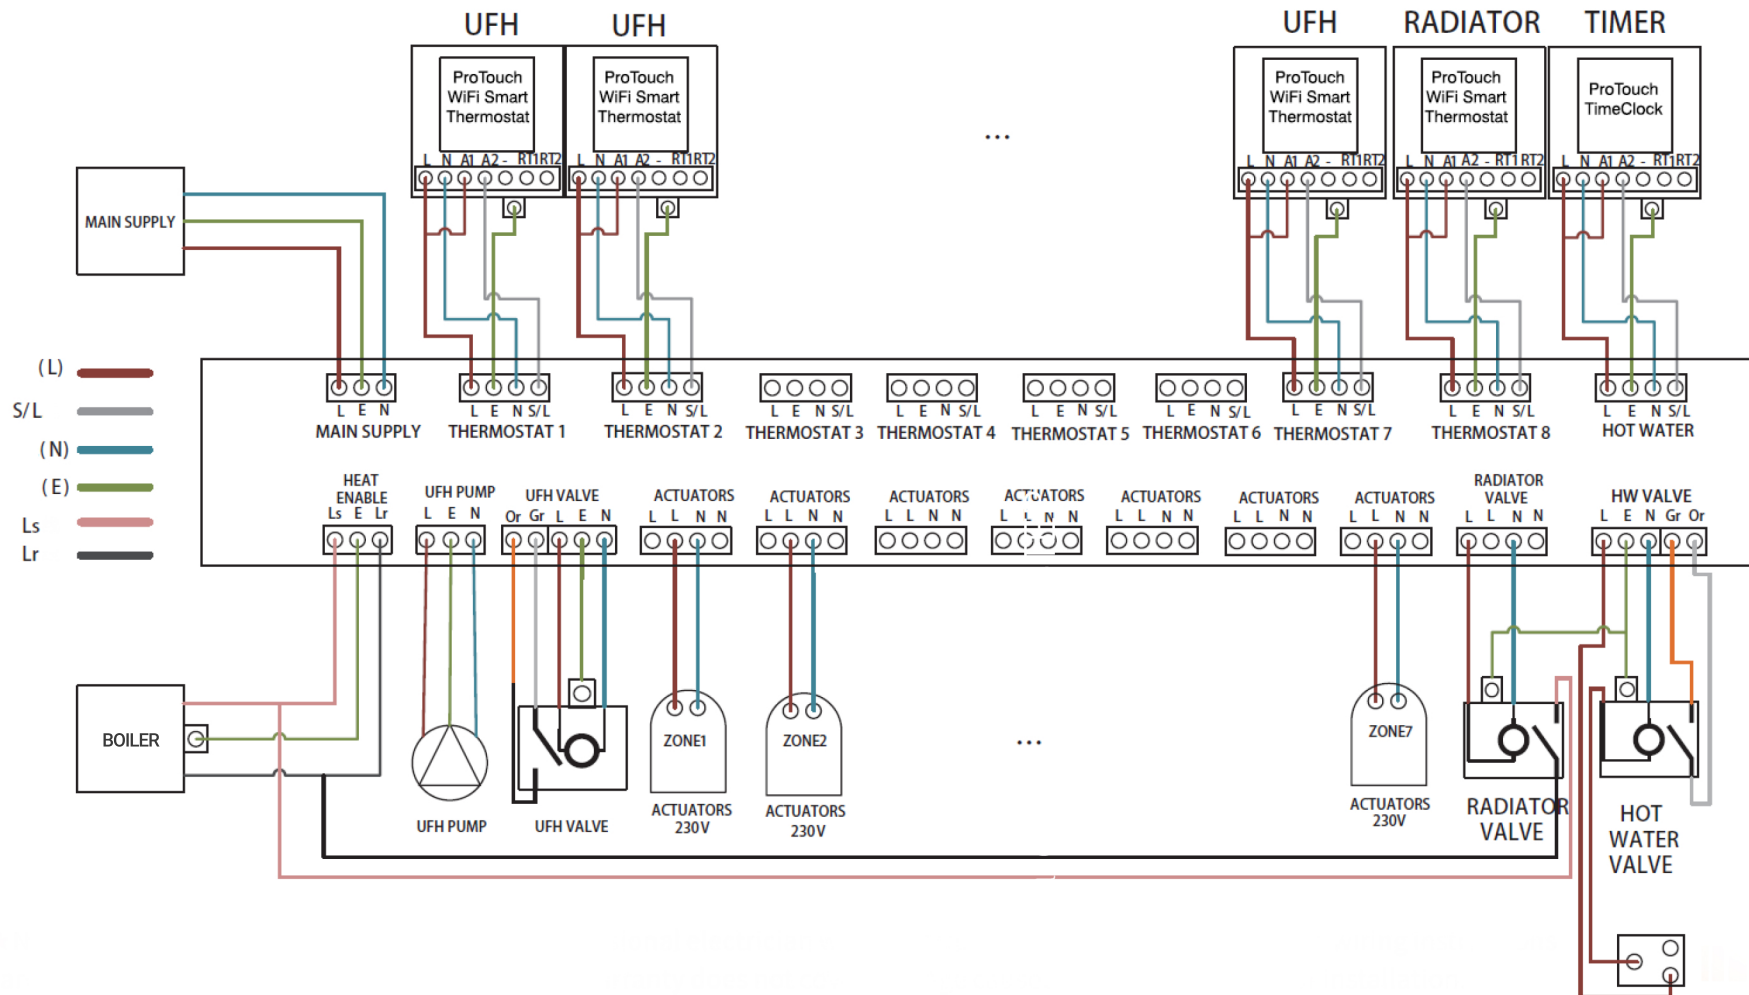 UFH UFH UFH RADIATOR TIMER
ProTouch WiFi Smart Thermostat
ProTouch WiFi Smart Thermostat
...
ProTouch WiFi Smart Thermostat
ProTouch WiFi Smart Thermostat
ProTouch TimeClock
L N A1 A2 - RT1RT2
L N A1 A2 - RT1RT2
L N A1 A2 - RT1RT2
L N A1 A2 - RT1 RT2
L N A1 A2 - RT1RT2
MAIN SUPPLY
(L)
S/L
(N)
(E)
Ls
Lr
L E N
MAIN SUPPLY
L E N S/L
THERMOSTAT 1
L E N S/L
THERMOSTAT 2
L E N S/L
THERMOSTAT 3
L E N S/L
THERMOSTAT 4
L E N S/L
THERMOSTAT 5
L E N S/L
THERMOSTAT 6
L E N S/L
THERMOSTAT 7
L E N S/L
THERMOSTAT 8
L E N S/L
HOT WATER
HEAT
ENABLE
Ls E Lr
UFH PUMP
L E N
UFH VALVE
Or Gr L E N
ACTUATORS
L L N N
ACTUATORS
L L N N
ACTUATORS
L L N N
ACTUATORS
L L N N
ACTUATORS
L L N N
ACTUATORS
L L N N
ACTUATORS
L L N N
RADIATOR
VALVE
L L N N
HW VALVE
L E N Gr Or
BOILER
UFH PUMP
UFH VALVE
ZONE1
ACTUATORS
230V
ZONE2
ACTUATORS
230V
...
ZONE7
ACTUATORS
230V
RADIATOR
VALVE
HOT
WATER
VALVE